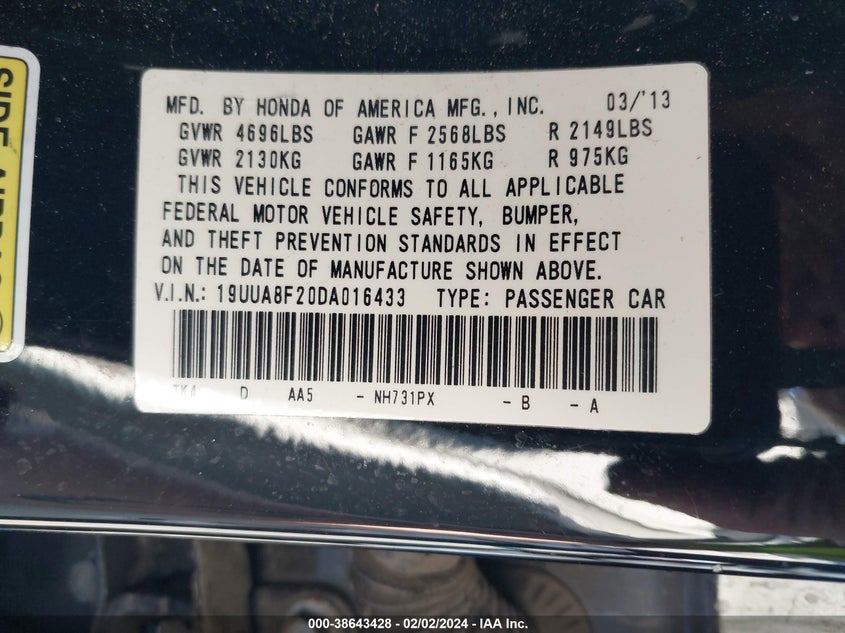 MFD. BY HONDA OF AMERICA MFG., INC. 03/'13
GVWR 4696LBS GAWR F 2568LBS R 2149LBS
GVWR 2130KG GAWR F 1165KG R 975KG
THIS VEHICLE CONFORMS TO ALL APPLICABLE
FEDERAL MOTOR VEHICLE SAFETY, BUMPER,
AND THEFT PREVENTION STANDARDS IN EFFECT
ON THE DATE OF MANUFACTURE SHOWN ABOVE.
V.I.N.: 19UUA8F20DA016433 TYPE: PASSENGER CAR
TK4 D AA5 - NH731PX - B - A
SIDE
000-38643428 - 02/02/2024 - IAA Inc.